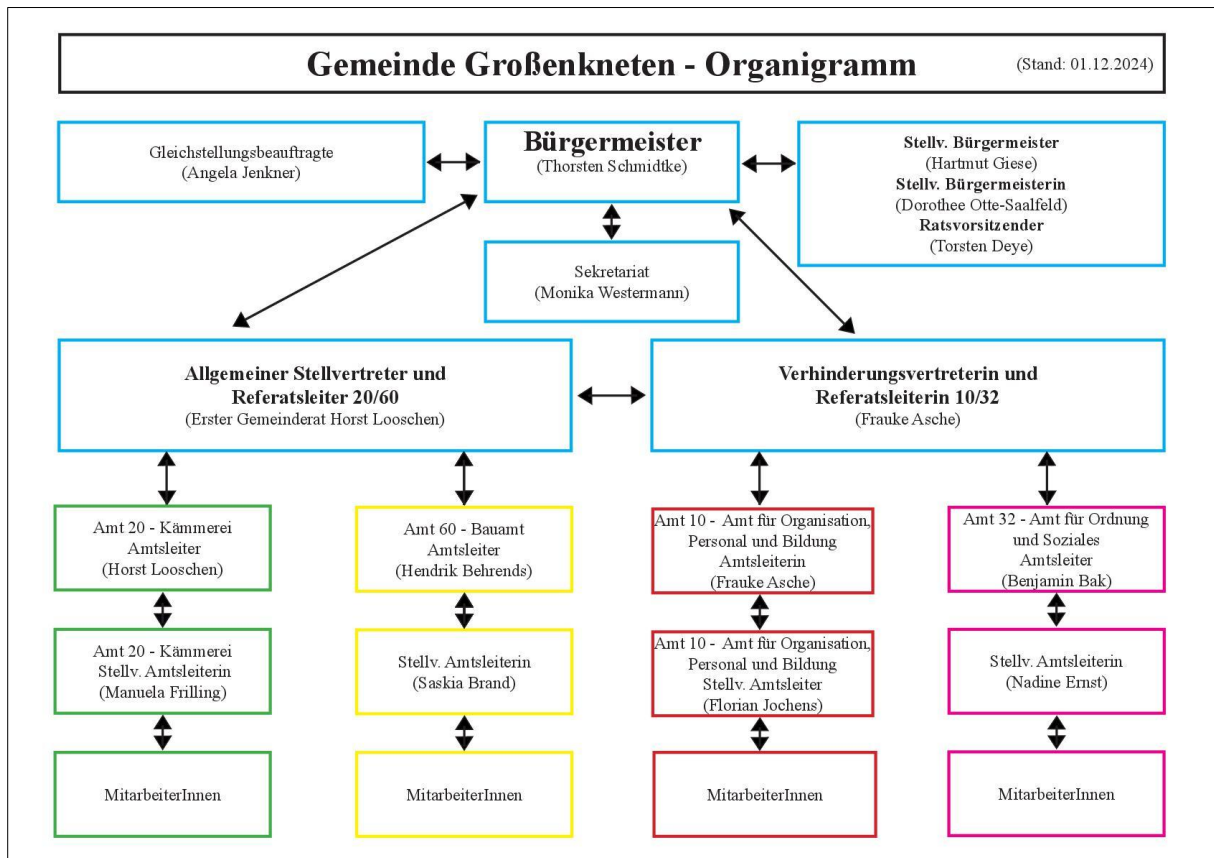 Gemeinde Großenkneten - Organigramm
(Stand: 01.12.2024)
Gleichstellungsbeauftragte
(Angela Jenkner)
Bürgermeister
(Thorsten Schmidtke)
Stellv. Bürgermeister
(Hartmut Giese)
Stellv. Bürgermeisterin
(Dorothee Otte-Saalfeld)
Ratsvorsitzender
(Torsten Deye)
Sekretariat
(Monika Westermann)
Allgemeiner Stellvertreter und
Referatsleiter 20/60
(Erster Gemeinderat Horst Looschen)
Verhinderungsvertreterin und
Referatsleiterin 10/32
(Frauke Asche)
Amt 20 - Kämmerei
Amtsleiter
(Horst Looschen)
Amt 60 - Bauamt
Amtsleiter
(Hendrik Behrends)
Amt 10 - Amt für Organisation,
Personal und Bildung
Amtsleiterin
(Frauke Asche)
Amt 32 - Amt für Ordnung
und Soziales
Amtsleiter
(Benjamin Bak)
Amt 20 - Kämmerei
Stellv. Amtsleiterin
(Manuela Frilling)
Stellv. Amtsleiterin
(Saskia Brand)
Amt 10 - Amt für Organisation,
Personal und Bildung
Stellv. Amtsleiter
(Florian Jochens)
Stellv. Amtsleiterin
(Nadine Ernst)
MitarbeiterInnen
MitarbeiterInnen
MitarbeiterInnen
MitarbeiterInnen